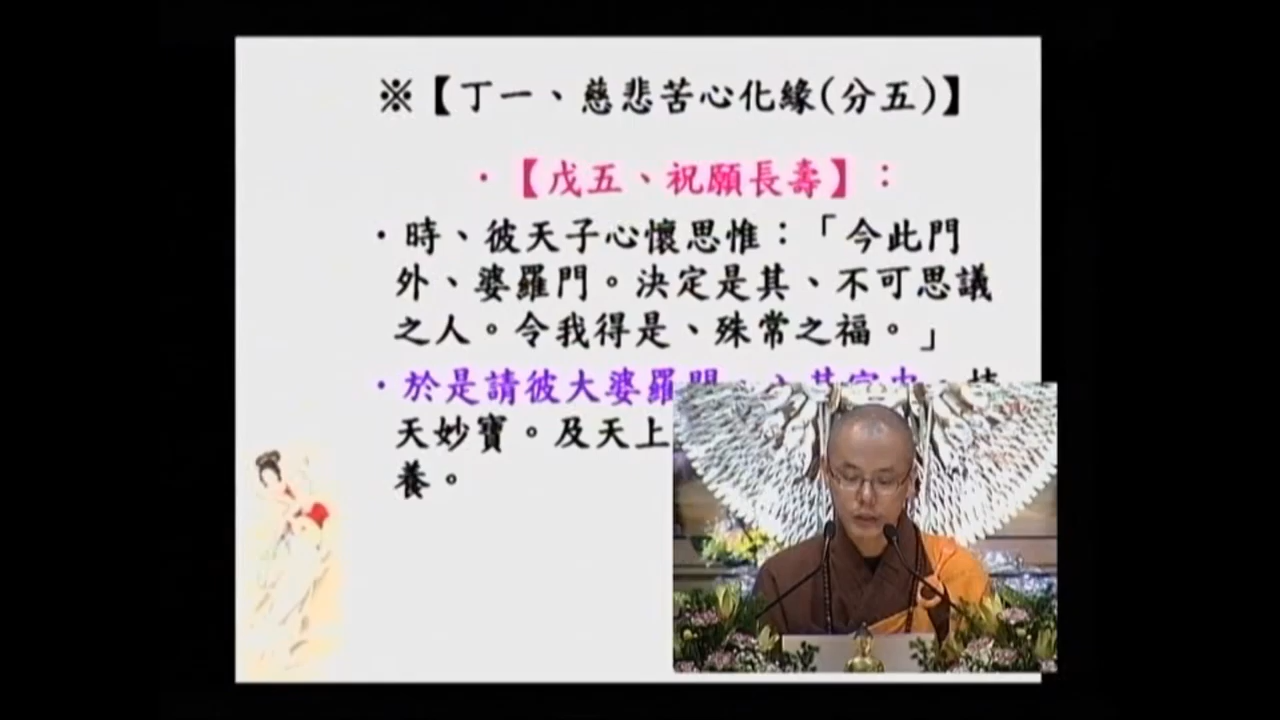 ※【丁一、慈悲苦心化緣(分五)】
・【戊五、祝願長壽】：
・時、彼天子心懷思惟：「今此門
外、婆羅門。決定是其、不可思議
之人。令我得是、殊常之福。」
・於是請彼大婆羅
天妙寶。及天上
養。